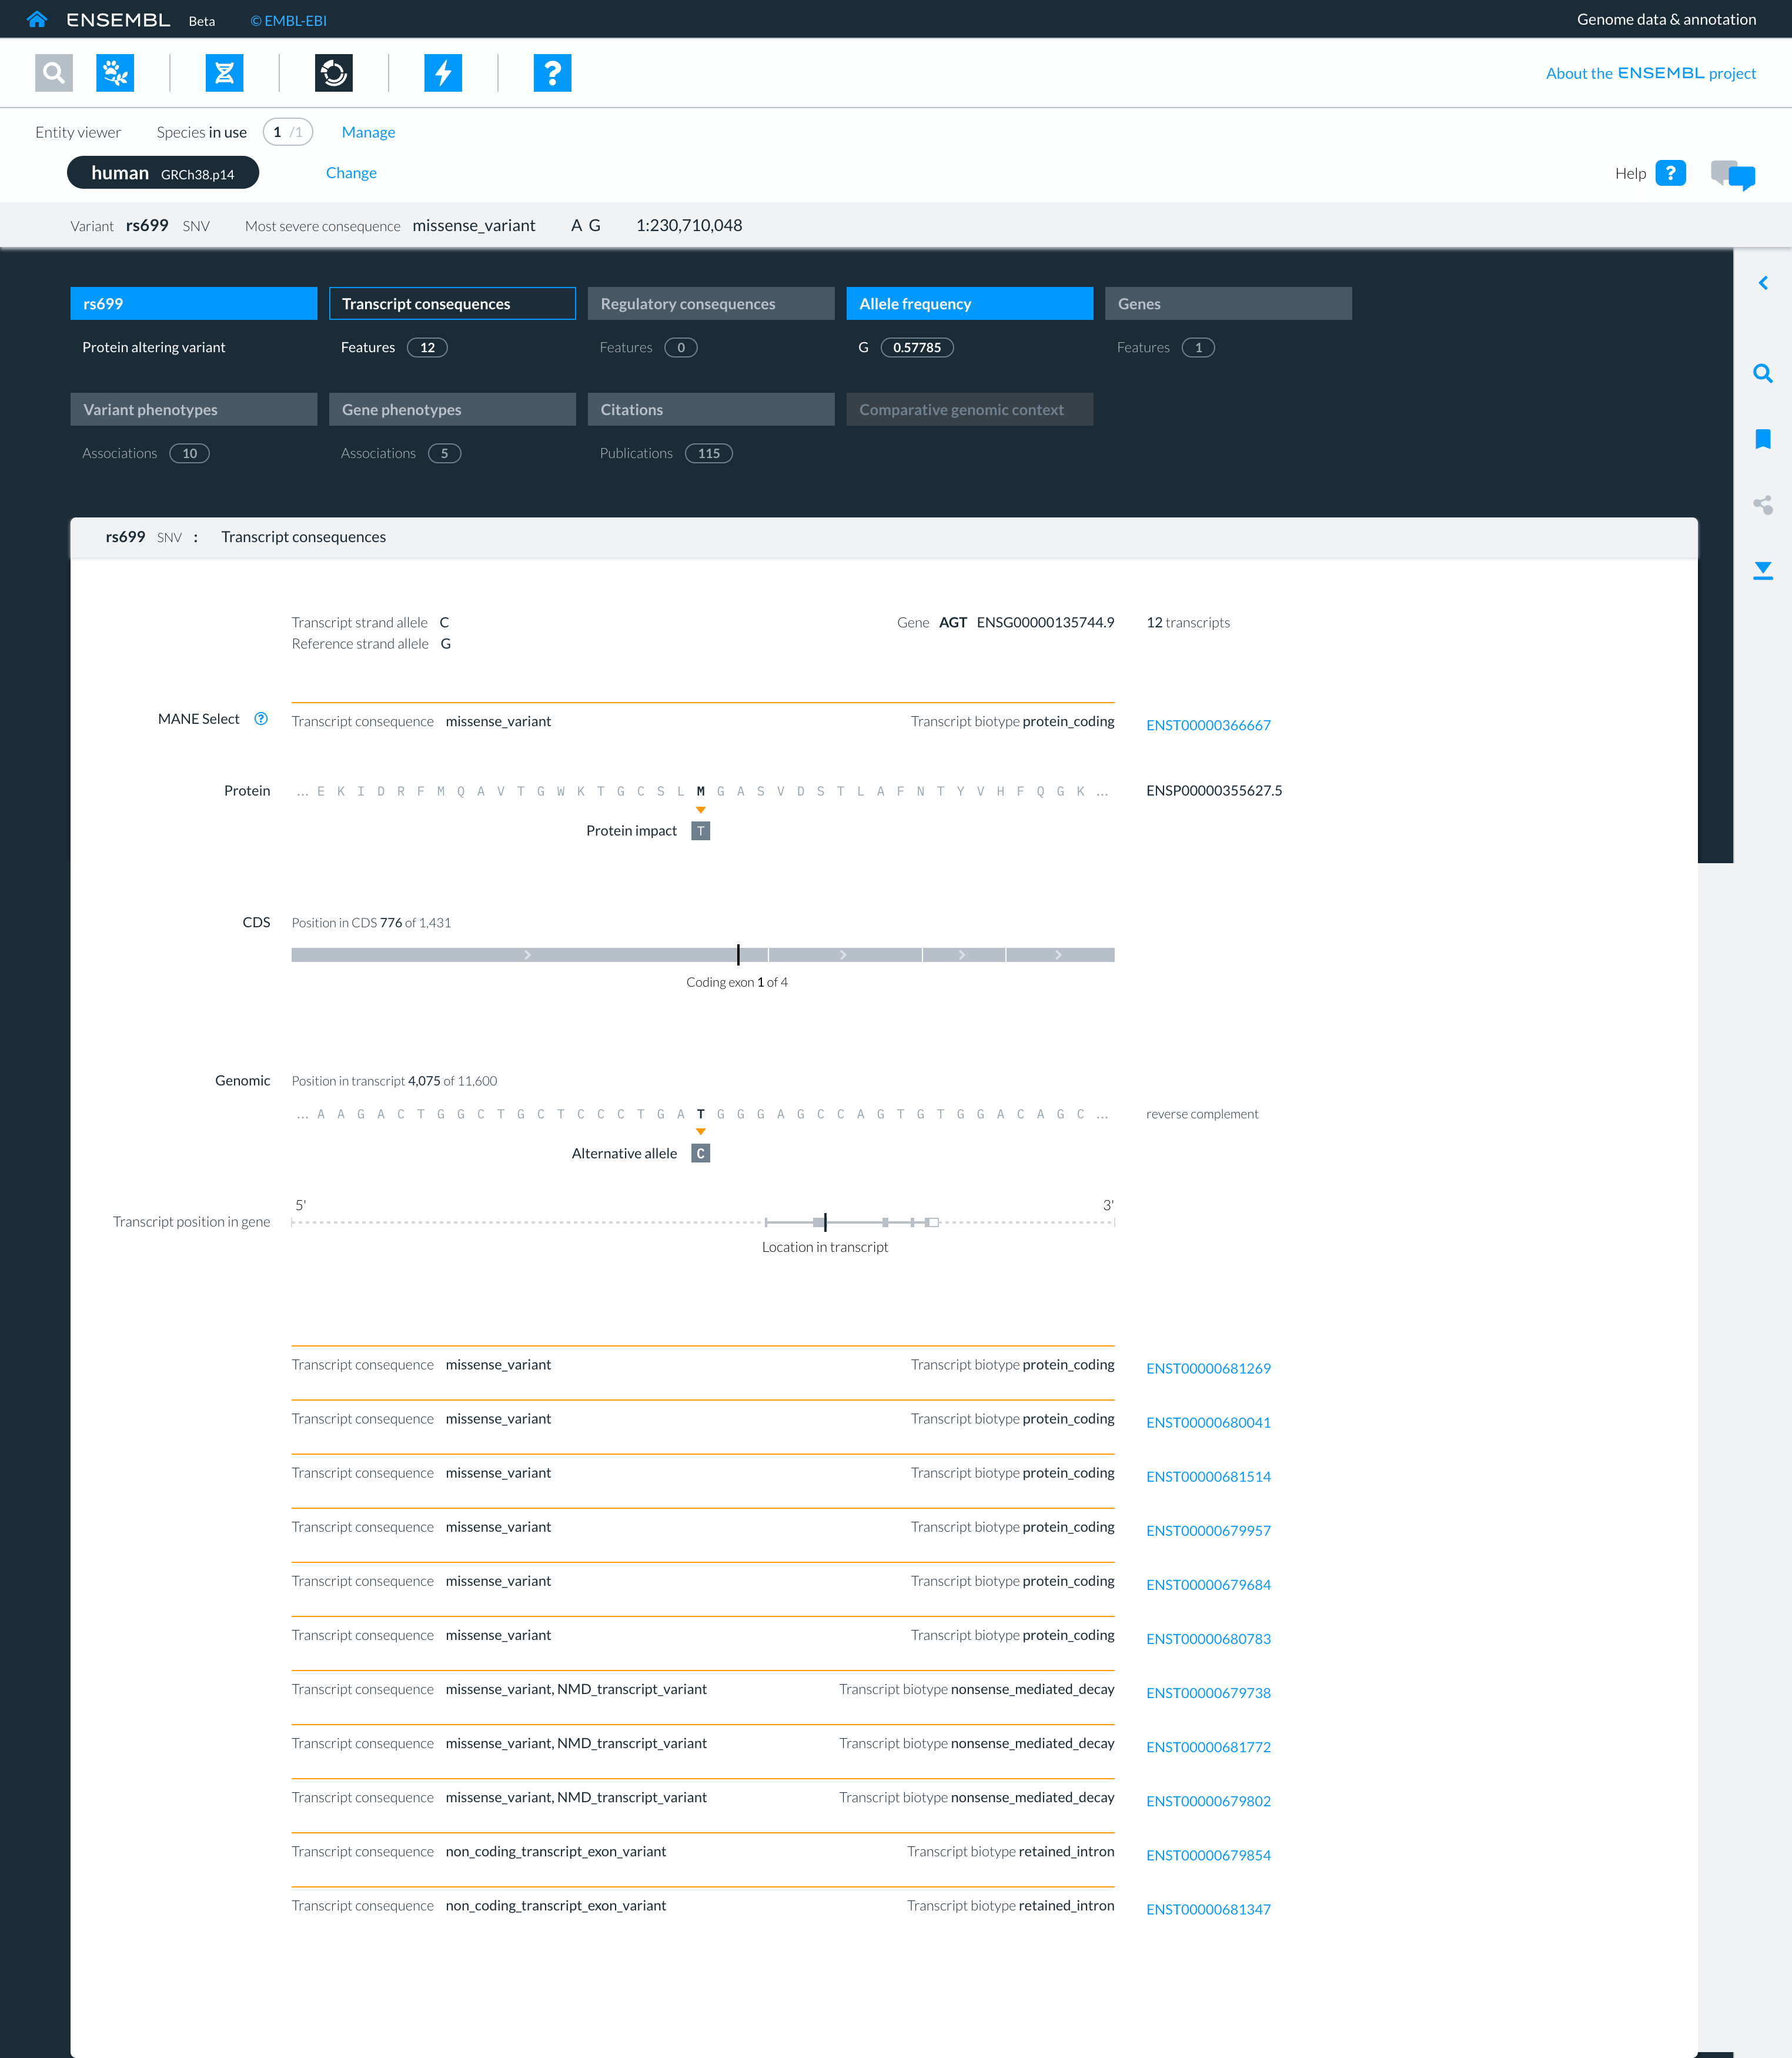 ENSEMBL Beta © EMBL-EBI Genome data & annotation
About the ENSEMBL project
Entity viewer Species in use 1 /1 Manage
human GRCh38.p14 Change Help ?
Variant rs699 SNV Most severe consequence missense_variant A G 1:230,710,048
rs699 Transcript consequences Regulatory consequences Allele frequency Genes
Protein altering variant Features 12 Features 0 G 0.57785 Features 1
Variant phenotypes Gene phenotypes Citations Comparative genomic context
Associations 10 Associations 5 Publications 115
rs699 SNV : Transcript consequences
Transcript strand allele C Gene AGT ENSG00000135744.9 12 transcripts
Reference strand allele G
MANE Select ? Transcript consequence missense_variant Transcript biotype protein_coding ENST00000366667
Protein ... E K I D R F M Q A V T G W K T G C S L M G A S V D S T L A F N T Y V H F Q G K ... ENSP00000355627.5
Protein impact T
CDS Position in CDS 776 of 1,431
Coding exon 1 of 4
Genomic Position in transcript 4,075 of 11,600
... A A G A C T G G C T G C T C C C T G A T G G G A G C C A G T G T G G A C A G C ... reverse complement
Alternative allele C
5' 3'
Transcript position in gene
Location in transcript
Transcript consequence missense_variant Transcript biotype protein_coding ENST00000681269
Transcript consequence missense_variant Transcript biotype protein_coding ENST00000680041
Transcript consequence missense_variant Transcript biotype protein_coding ENST00000681514
Transcript consequence missense_variant Transcript biotype protein_coding ENST00000679957
Transcript consequence missense_variant Transcript biotype protein_coding ENST00000679684
Transcript consequence missense_variant Transcript biotype protein_coding ENST00000680783
Transcript consequence missense_variant, NMD_transcript_variant Transcript biotype nonsense_mediated_decay ENST00000679738
Transcript consequence missense_variant, NMD_transcript_variant Transcript biotype nonsense_mediated_decay ENST00000681772
Transcript consequence missense_variant, NMD_transcript_variant Transcript biotype nonsense_mediated_decay ENST00000679802
Transcript consequence non_coding_transcript_exon_variant Transcript biotype retained_intron ENST00000679854
Transcript consequence non_coding_transcript_exon_variant Transcript biotype retained_intron ENST00000681347